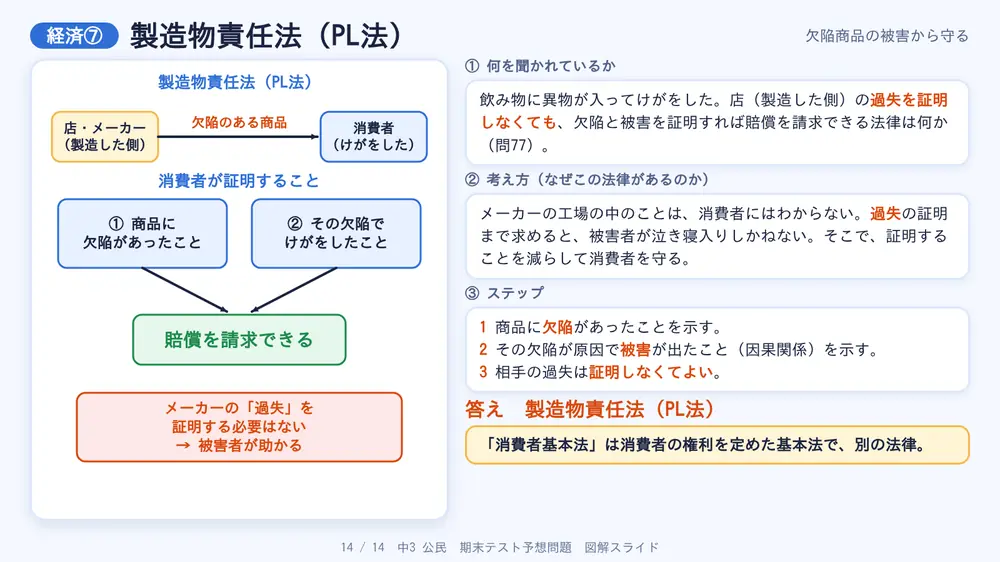 経済⑦ 製造物責任法（PL法）
欠陥商品の被害から守る
製造物責任法（PL法）
店・メーカー
（製造した側）
欠陥のある商品
消費者
（けがをした）
消費者が証明すること
① 商品に
欠陥があったこと
② その欠陥で
けがをしたこと
賠償を請求できる
メーカーの「過失」を
証明する必要はない
→ 被害者が助かる
① 何を聞かれているか
飲み物に異物が入ってけがをした。店（製造した側）の過失を証明
しなくても、欠陥と被害を証明すれば賠償を請求できる法律は何か
（問77）。
② 考え方（なぜこの法律があるのか）
メーカーの工場の中のことは、消費者にはわからない。過失の証明
まで求めると、被害者が泣き寝入りしかねない。そこで、証明する
ことを減らして消費者を守る。
③ ステップ
1 商品に欠陥があったことを示す。
2 その欠陥が原因で被害が出たこと（因果関係）を示す。
3 相手の過失は証明しなくてよい。
答え　製造物責任法（PL法）
「消費者基本法」は消費者の権利を定めた基本法で、別の法律。
14 / 14　中3 公民　期末テスト予想問題　図解スライド